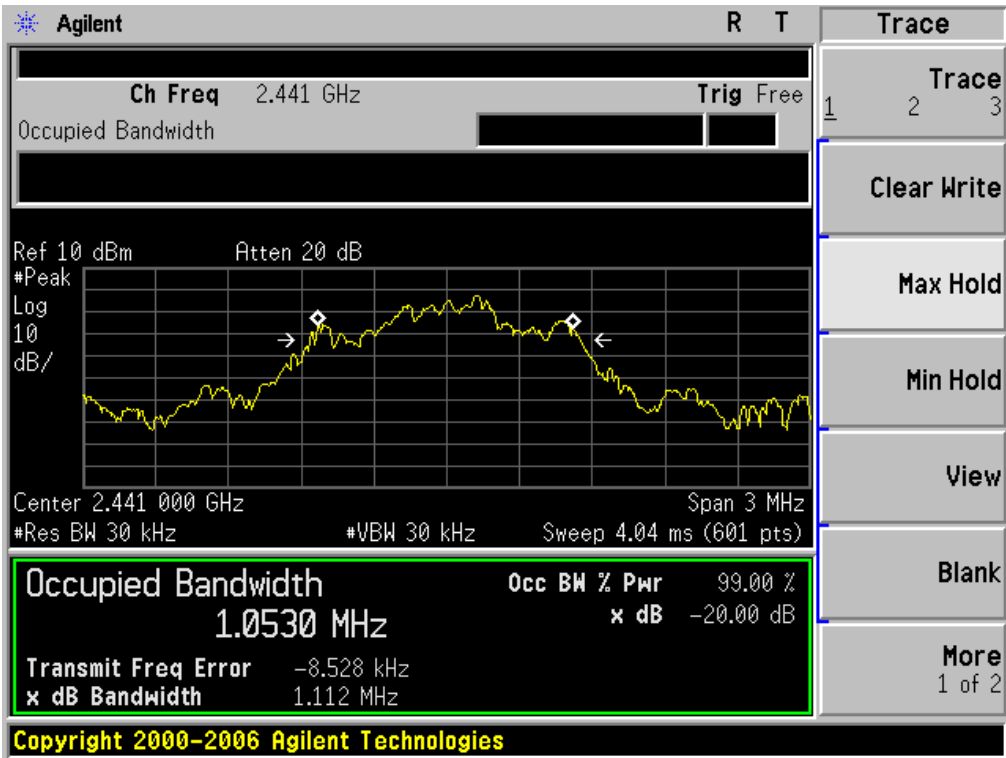 Agilent R T
Ch Freq 2.441 GHz Trig Free
Occupied Bandwidth
Ref 10 dBm Atten 20 dB
#Peak
Log
10
dB/
Center 2.441 000 GHz Span 3 MHz
#Res BW 30 kHz #VBW 30 kHz Sweep 4.04 ms (601 pts)
Occupied Bandwidth
1.0530 MHz
Occ BW % Pwr 99.00 %
x dB -20.00 dB
Transmit Freq Error -8.528 kHz
x dB Bandwidth 1.112 MHz
Copyright 2000-2006 Agilent Technologies
Trace
Trace
1 2 3
Clear Write
Max Hold
Min Hold
View
Blank
More
1 of 2